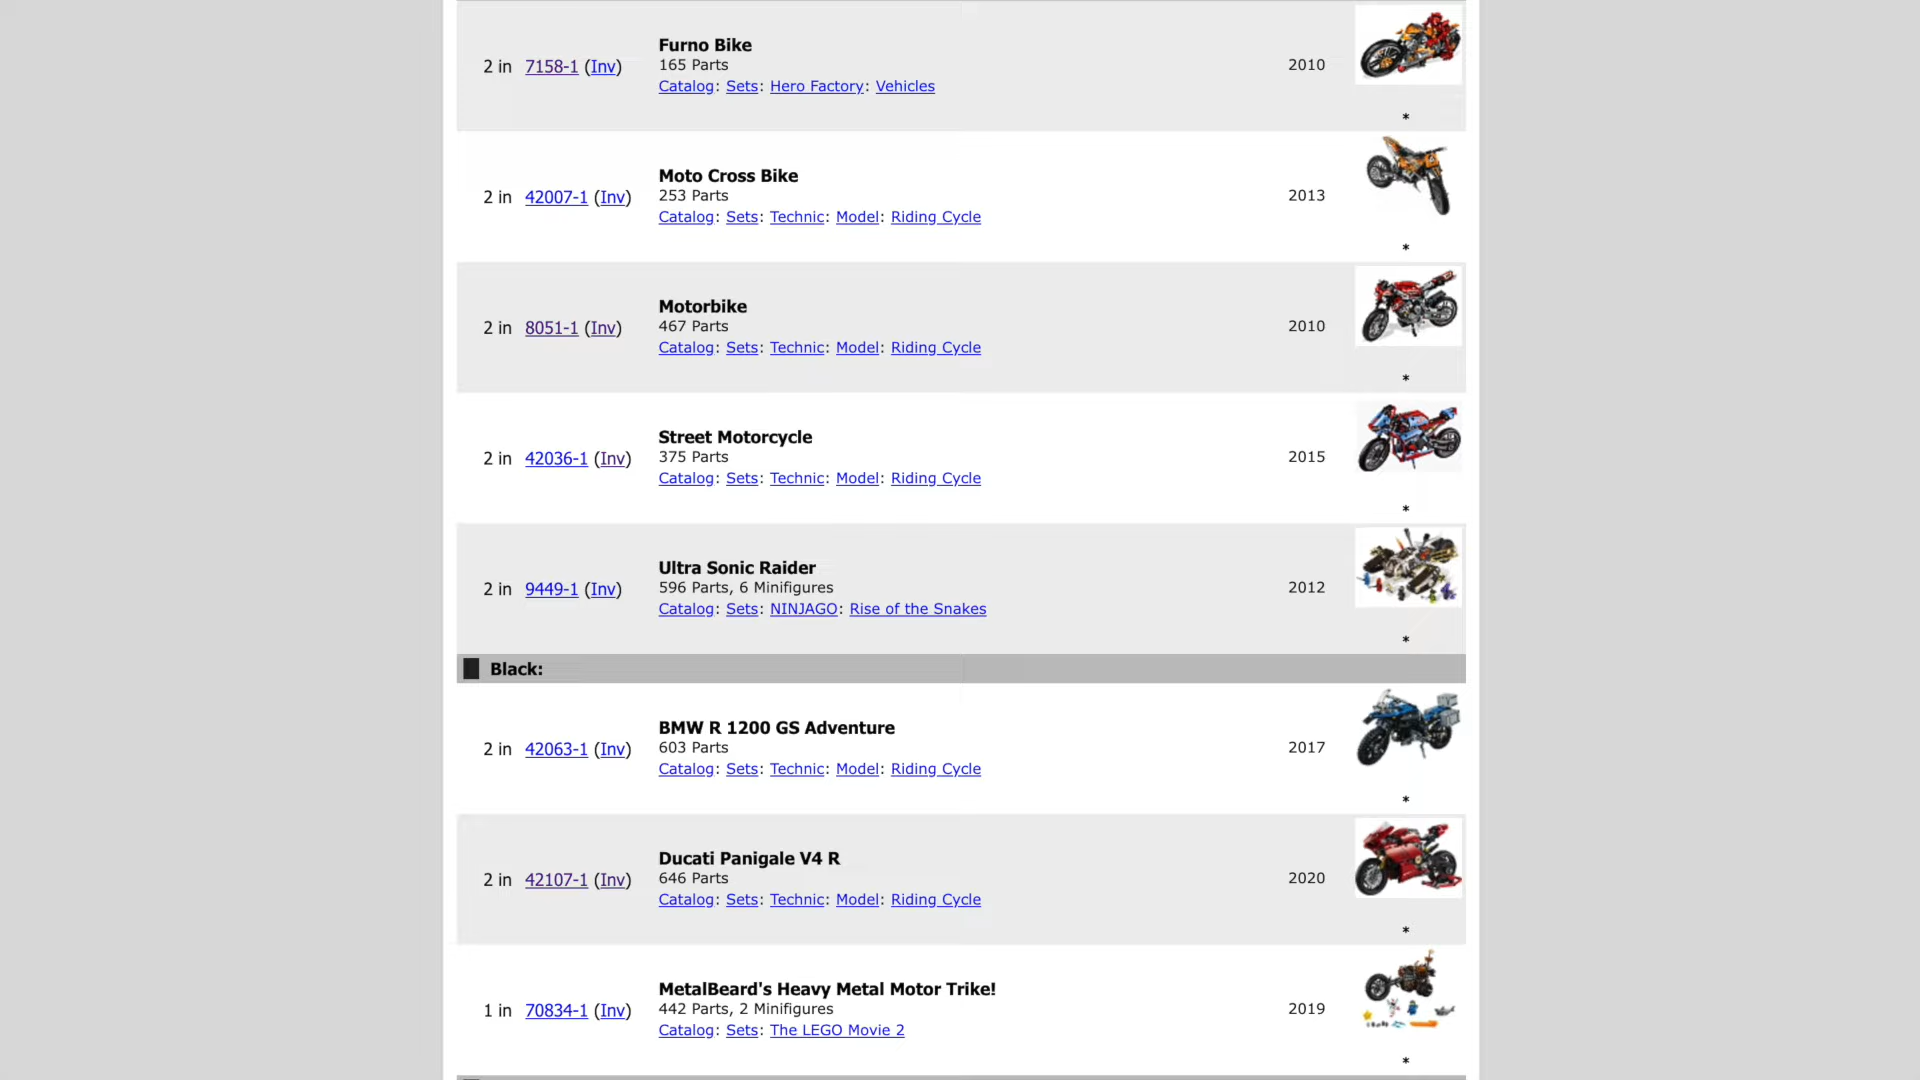 Furno Bike
2 in 7158-1 (Inv)
165 Parts
2010
Catalog: Sets: Hero Factory: Vehicles
*
Moto Cross Bike
2 in 42007-1 (Inv)
253 Parts
2013
Catalog: Sets: Technic: Model: Riding Cycle
*
Motorbike
2 in 8051-1 (Inv)
467 Parts
2010
Catalog: Sets: Technic: Model: Riding Cycle
*
Street Motorcycle
2 in 42036-1 (Inv)
375 Parts
2015
Catalog: Sets: Technic: Model: Riding Cycle
*
Ultra Sonic Raider
2 in 9449-1 (Inv)
596 Parts, 6 Minifigures
2012
Catalog: Sets: NINJAGO: Rise of the Snakes
*
Black:
BMW R 1200 GS Adventure
2 in 42063-1 (Inv)
603 Parts
2017
Catalog: Sets: Technic: Model: Riding Cycle
*
Ducati Panigale V4 R
2 in 42107-1 (Inv)
646 Parts
2020
Catalog: Sets: Technic: Model: Riding Cycle
*
MetalBeard's Heavy Metal Motor Trike!
1 in 70834-1 (Inv)
442 Parts, 2 Minifigures
2019
Catalog: Sets: The LEGO Movie 2
*